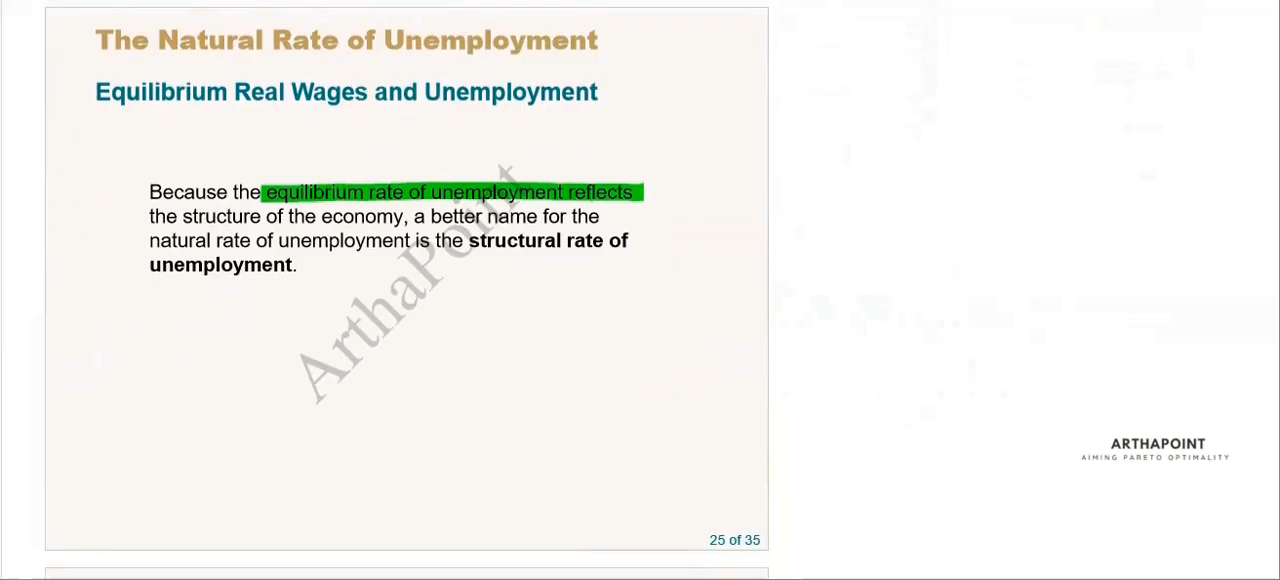 The Natural Rate of Unemployment
Equilibrium Real Wages and Unemployment
Because the equilibrium rate of unemployment reflects
the structure of the economy, a better name for the
natural rate of unemployment is the structural rate of
unemployment.
ArthaPoint
ARTHAPOINT
AIMING PARETO OPTIMALITY
25 of 35